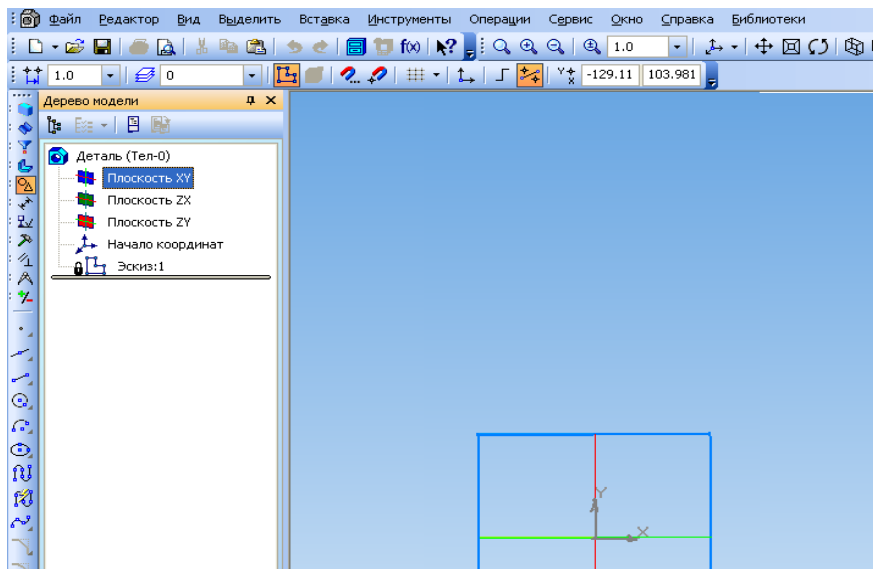 Файл Редактор Вид Выделить Вставка Инструменты Операции Сервис Окно Справка Библиотеки
f(x) ? 1.0
1.0 0 Y X -129.11 103.981
Дерево модели
Деталь (Тел-0)
Плоскость XY
Плоскость ZX
Плоскость ZY
Начало координат
Эскиз:1
Y
X